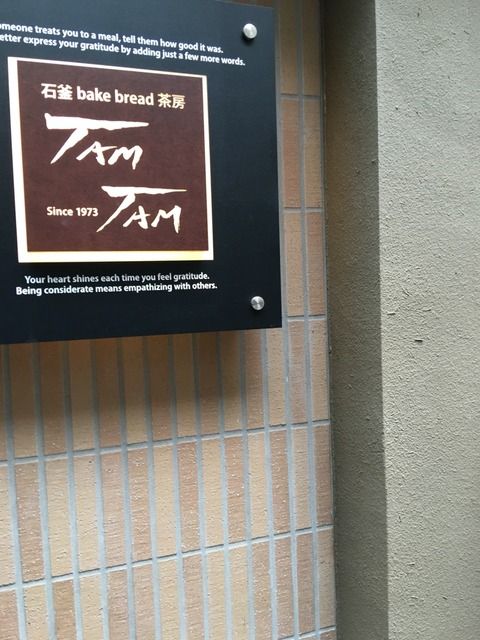 omeone treats you to a meal, tell them how good it was.
etter express your gratitude by adding just a few more words.
石釜 bake bread 茶房
TAM
Since 1973 TAM
Your heart shines each time you feel gratitude.
Being considerate means empathizing with others.